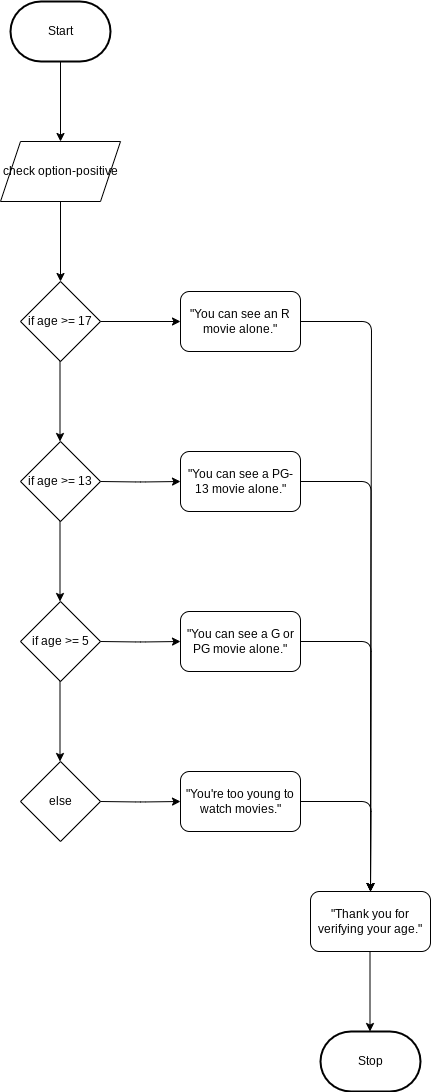 Start
check option-positive
if age >= 17
"You can see an R
movie alone."
if age >= 13
"You can see a PG-
13 movie alone."
if age >= 5
"You can see a G or
PG movie alone."
else
"You're too young to
watch movies."
"Thank you for
verifying your age."
Stop